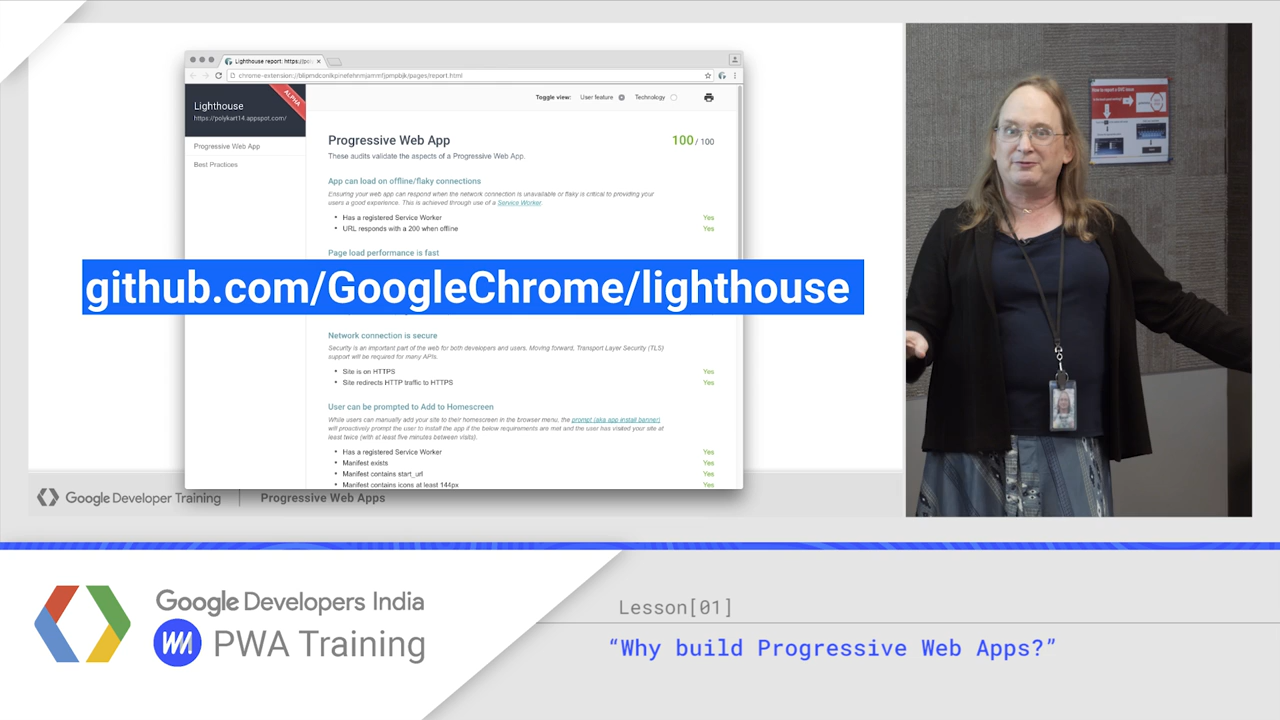 Lighthouse report: https://pol
chrome-extension://blipmdconlkpinefehnmjammfjpmpbjk/pages/report.html
Lighthouse
ALPHA
https://polykart14.appspot.com/
Toggle view: User feature Technology
Progressive Web App
Best Practices
Progressive Web App
100 / 100
These audits validate the aspects of a Progressive Web App.
App can load on offline/flaky connections
Ensuring your web app can respond when the network connection is unavailable or flaky is critical to providing your
users a good experience. This is achieved through use of a Service Worker.
• Has a registered Service Worker Yes
• URL responds with a 200 when offline Yes
Page load performance is fast
github.com/GoogleChrome/lighthouse
Network connection is secure
Security is an important part of the web for both developers and users. Moving forward, Transport Layer Security (TLS)
support will be required for many APIs.
• Site is on HTTPS Yes
• Site redirects HTTP traffic to HTTPS Yes
User can be prompted to Add to Homescreen
While users can manually add your site to their homescreen in the browser menu, the prompt (aka app install banner)
will proactively prompt the user to install the app if the below requirements are met and the user has visited your site at
least twice (with at least five minutes between visits).
• Has a registered Service Worker Yes
• Manifest exists Yes
• Manifest contains start_url Yes
• Manifest contains icons at least 144px Yes
Google Developer Training
Progressive Web Apps
How to report a GVC issue
Google Developers India
PWA Training
Lesson[01]
“Why build Progressive Web Apps?”